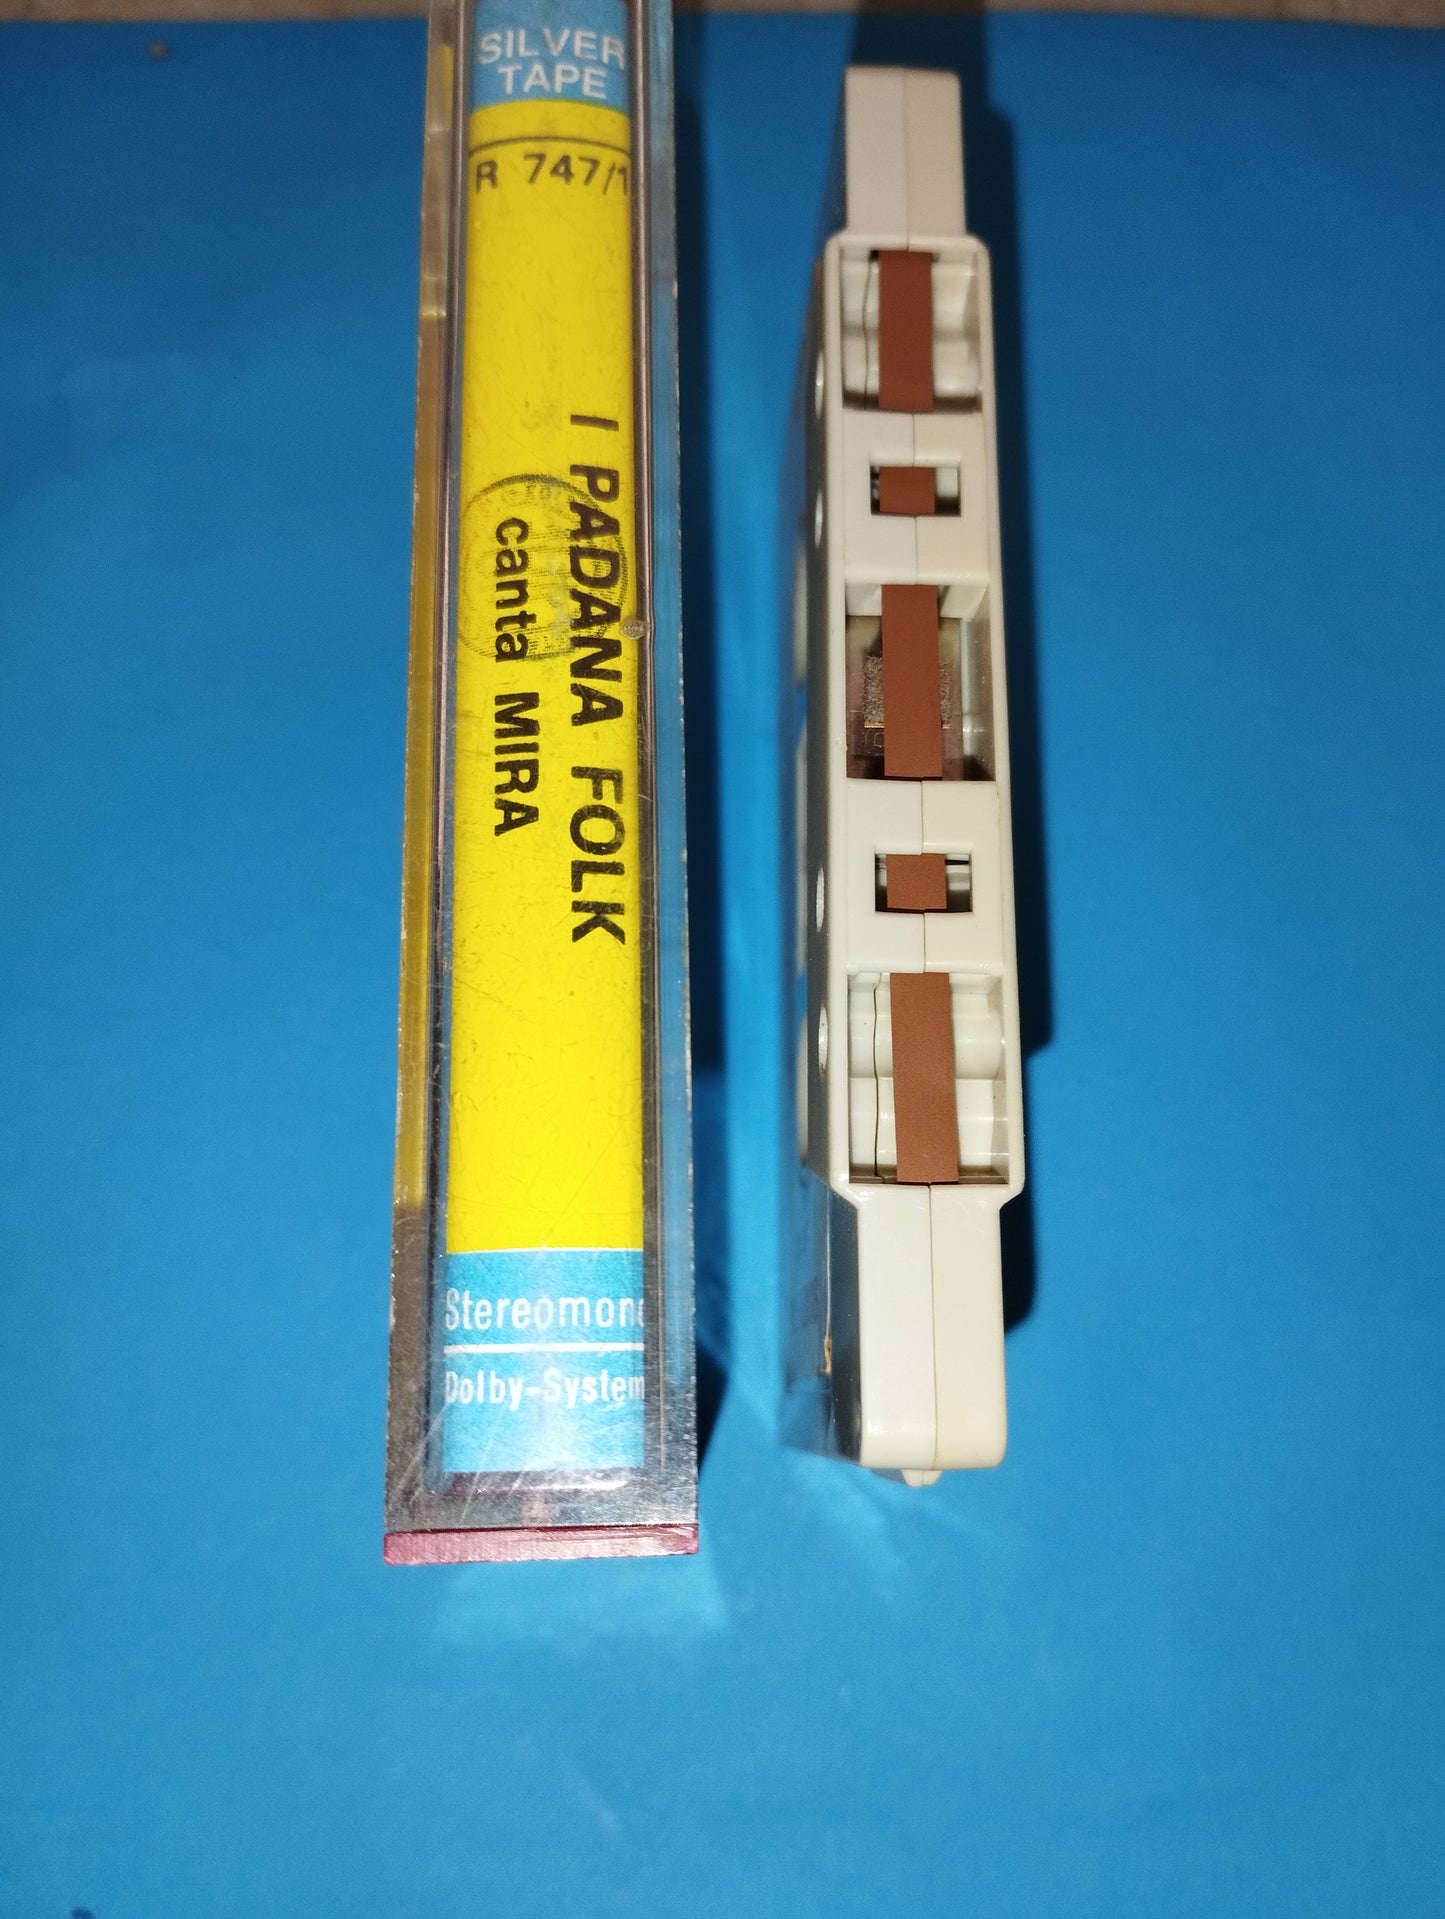 SILVER
TAPE
R 747/1
I PADANA FOLK
canta MIRA
Stereomono
Dolby-System